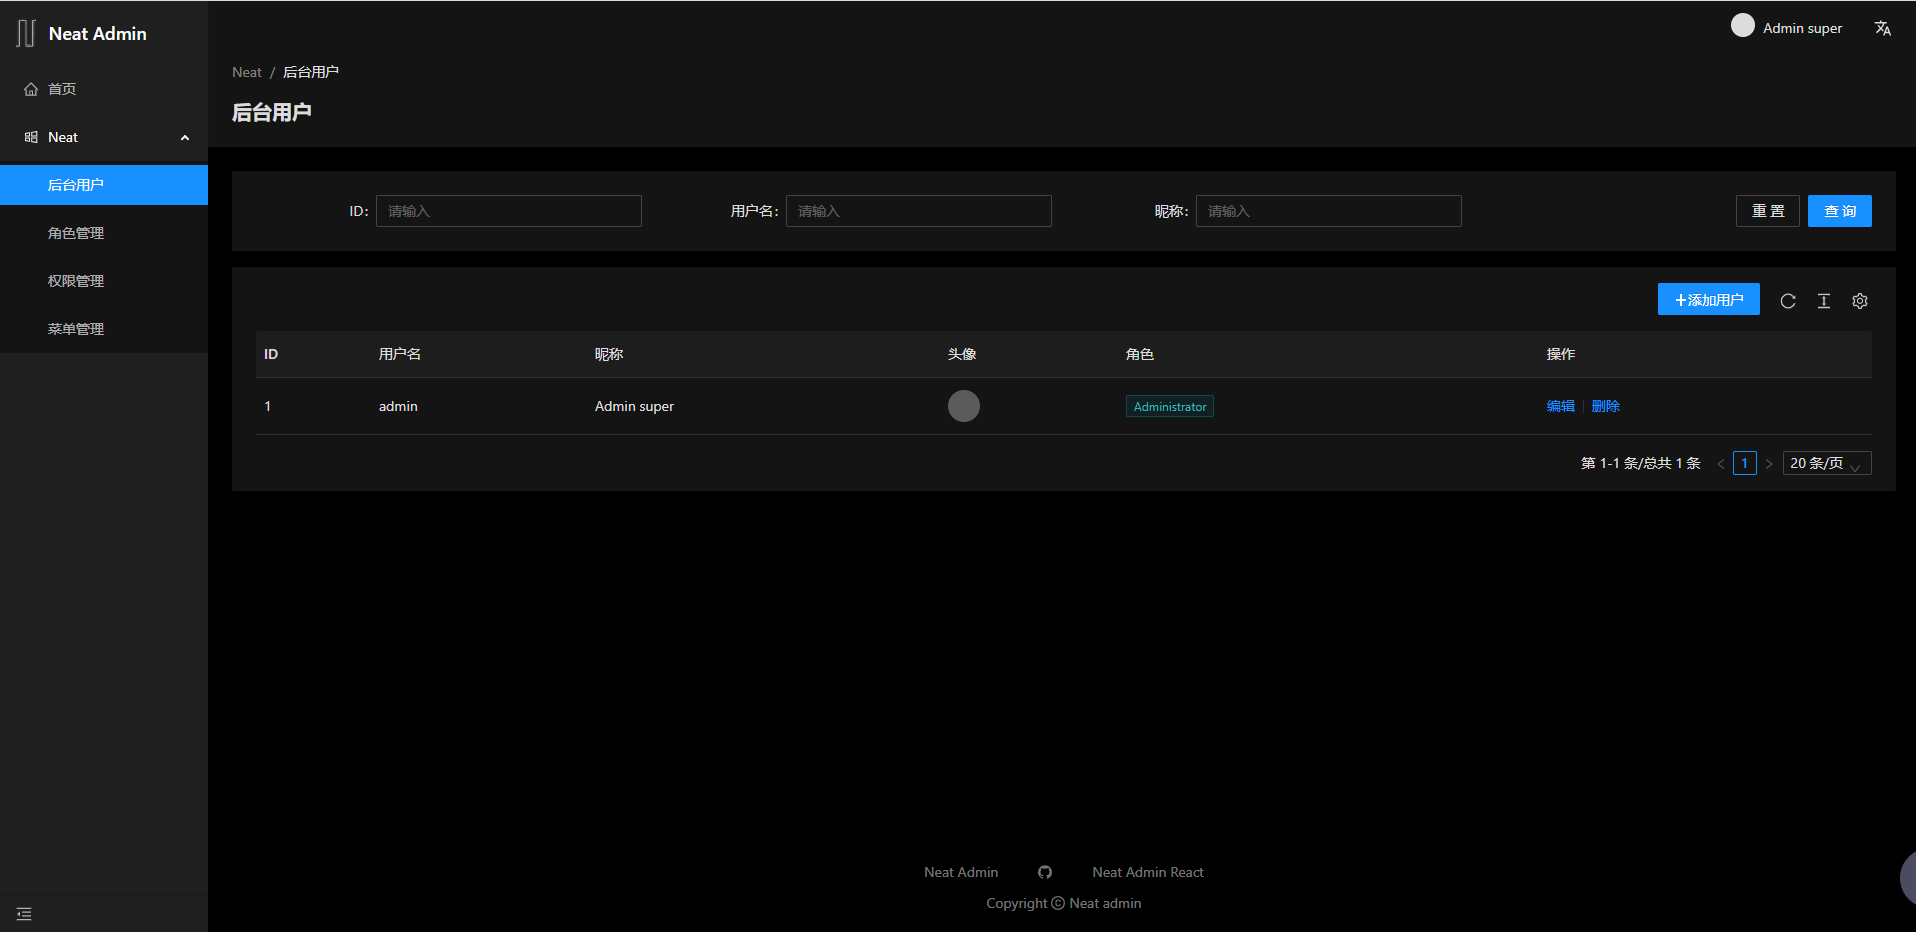 Neat Admin
首页
Neat
后台用户
角色管理
权限管理
菜单管理
Admin super
Neat / 后台用户
后台用户
ID: 请输入 用户名: 请输入 昵称: 请输入 重 置 查 询
+添加用户
ID 用户名 昵称 头像 角色 操作
1 admin Admin super Administrator 编辑 删除
第 1-1 条/总共 1 条 < 1 > 20 条/页
Neat Admin Neat Admin React
Copyright © Neat admin